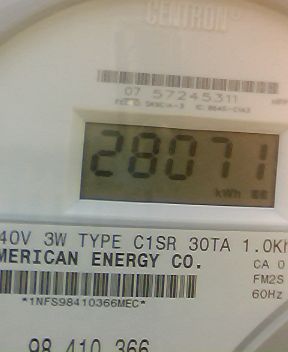 CENTRON®
07 57245311
28071
kWh
40V 3W TYPE C1SR 30TA 1.0Kh
MERICAN ENERGY CO.
CA 0
FM2S
60Hz
*1NFS98410366MEC*
98 410 366